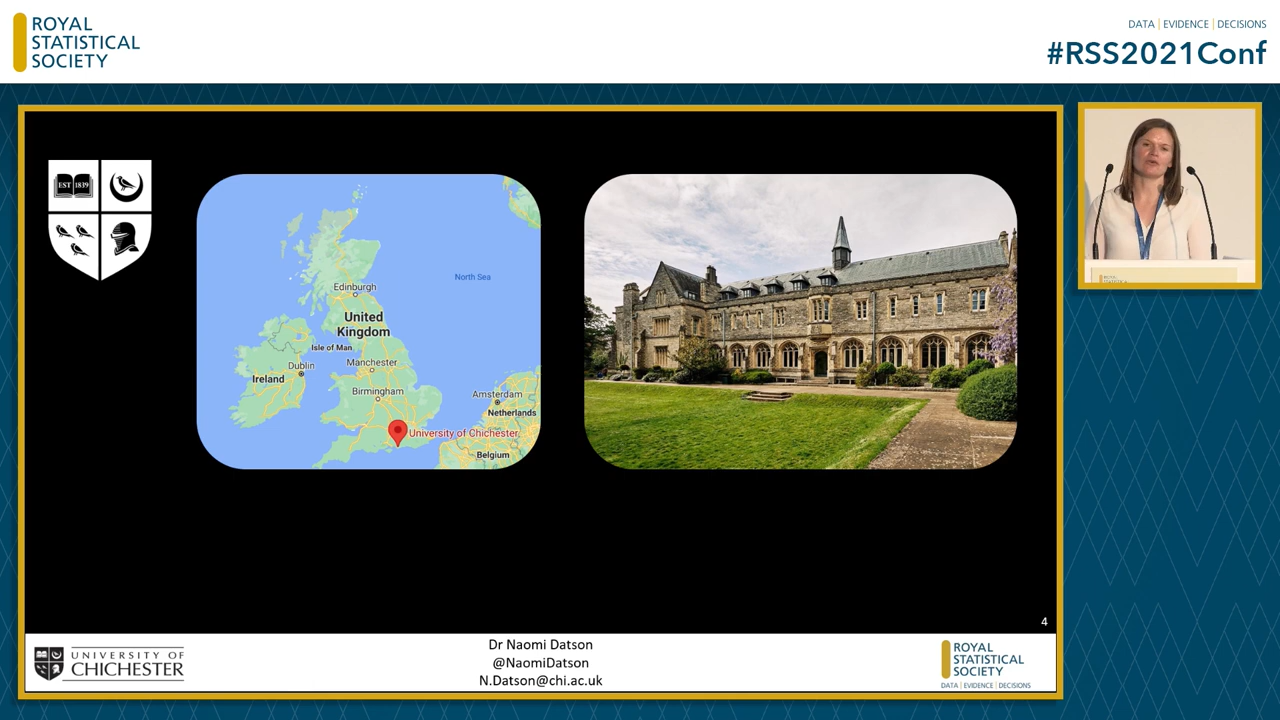 ROYAL
STATISTICAL
SOCIETY
DATA | EVIDENCE | DECISIONS
#RSS2021Conf
EST 1839
North Sea
Edinburgh
United
Kingdom
Isle of Man
Dublin
Manchester
Ireland
Birmingham
Amsterdam
Netherlands
University of Chichester
Belgium
4
UNIVERSITY OF
CHICHESTER
Dr Naomi Datson
@NaomiDatson
N.Datson@chi.ac.uk
ROYAL
STATISTICAL
SOCIETY
DATA | EVIDENCE | DECISIONS